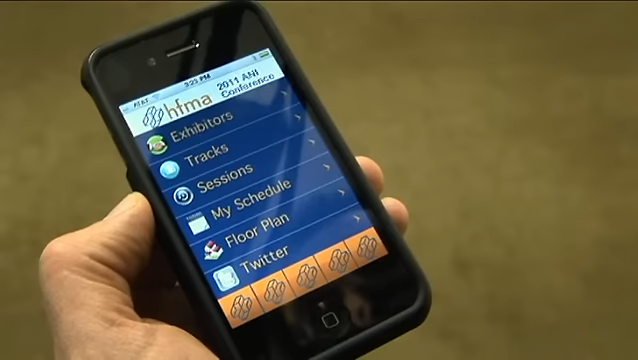 AT&T 3:23 PM
hfma 2011 ANI
Conference
Exhibitors
Tracks
Sessions
My Schedule
Floor Plan
Twitter